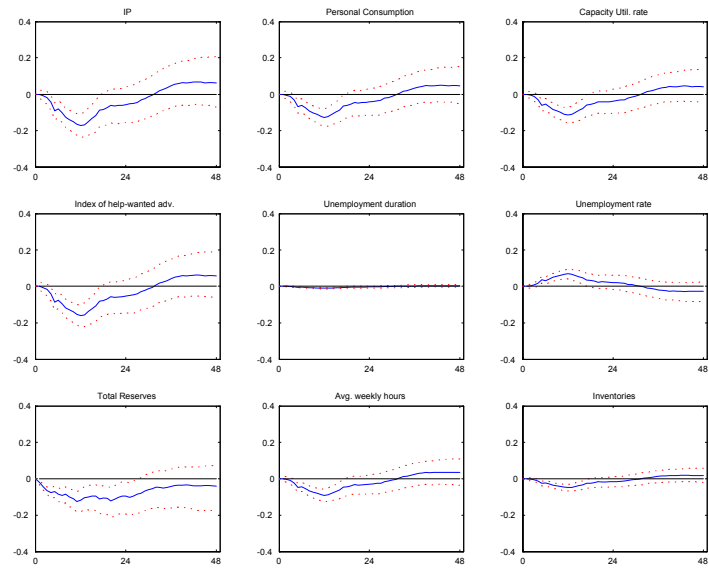 IP
0.4
0.2
0
-0.2
-0.4
0 24 48
Personal Consumption
0.4
0.2
0
-0.2
-0.4
0 24 48
Capacity Util. rate
0.4
0.2
0
-0.2
-0.4
0 24 48
Index of help-wanted adv.
0.4
0.2
0
-0.2
-0.4
0 24 48
Unemployment duration
0.4
0.2
0
-0.2
-0.4
0 24 48
Unemployment rate
0.4
0.2
0
-0.2
-0.4
0 24 48
Total Reserves
0.4
0.2
0
-0.2
-0.4
0 24 48
Avg. weekly hours
0.4
0.2
0
-0.2
-0.4
0 24 48
Inventories
0.4
0.2
0
-0.2
-0.4
0 24 48